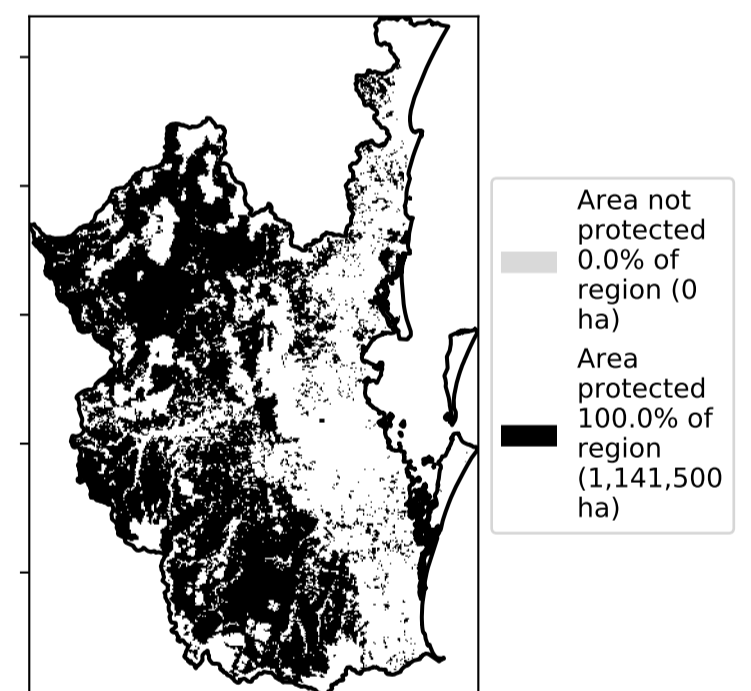 Area not
protected
0.0% of
region (0
ha)
Area
protected
100.0% of
region
(1,141,500
ha)